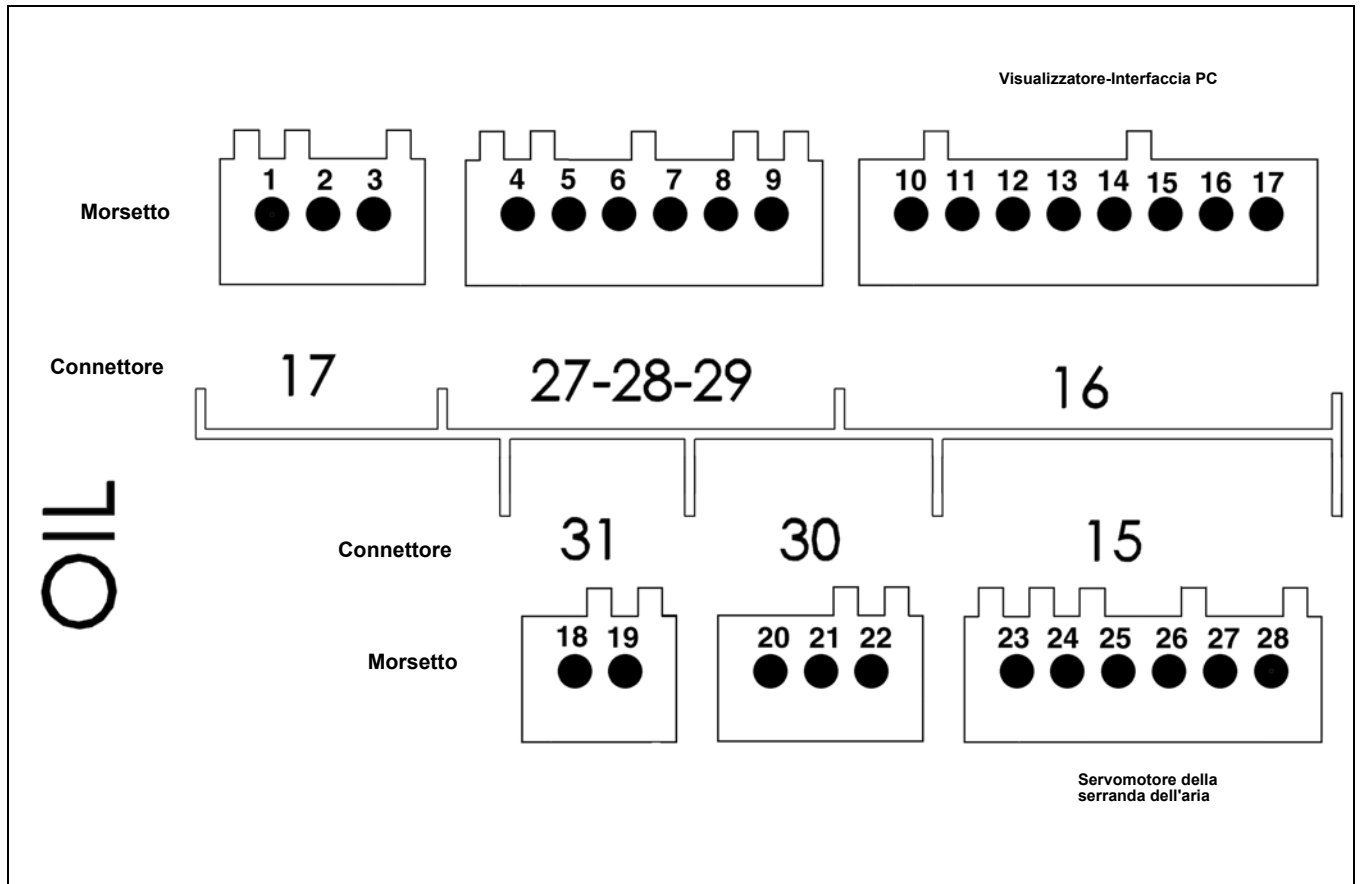 Visualizzatore-Interfaccia PC
1 2 3 4 5 6 7 8 9 10 11 12 13 14 15 16 17
Morsetto
Connettore 17 27-28-29 16
OIL
Connettore 31 30 15
18 19 20 21 22 23 24 25 26 27 28
Morsetto
Servomotore della
serranda dell'aria